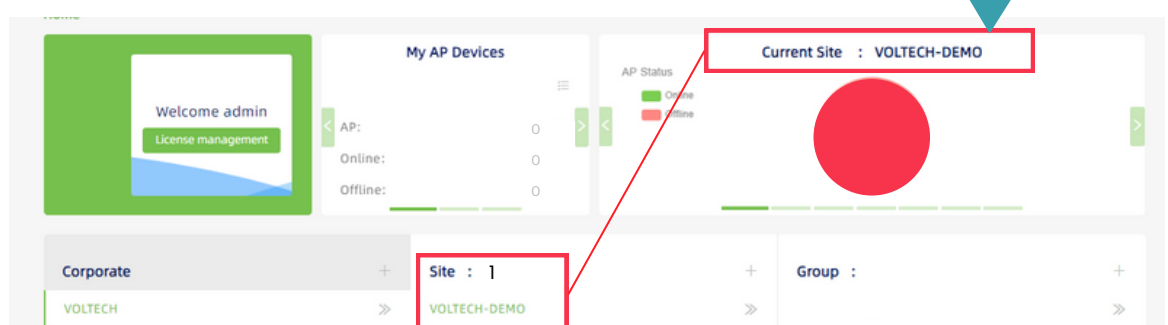 Home
My AP Devices
Current Site : VOLTECH-DEMO
AP Status
Online
Offline
Welcome admin
License management
AP: 0
Online: 0
Offline: 0
Corporate +
Site : 1 +
Group : +
VOLTECH
VOLTECH-DEMO